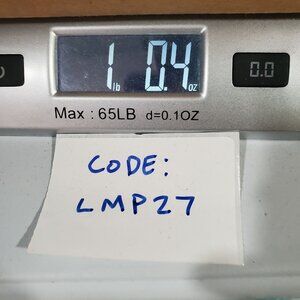 1 lb 0.4 oz
0.0
Max : 65LB d=0.1OZ
CODE:
LMP27